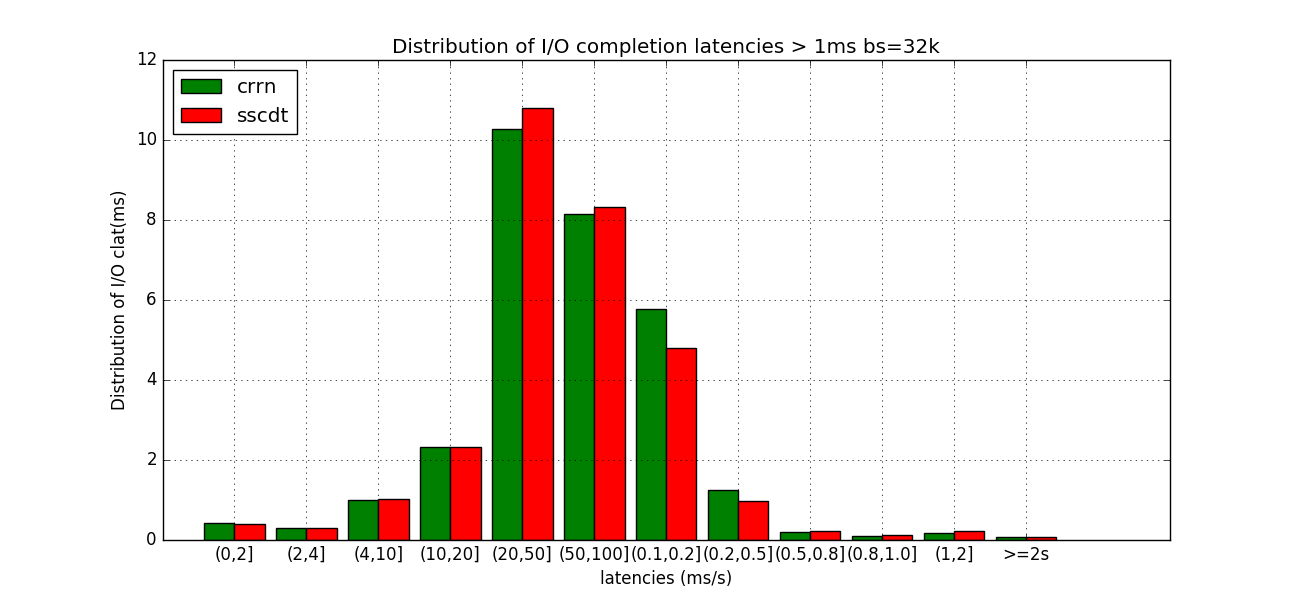 Distribution of I/O completion latencies > 1ms bs=32k
crrn
sscdt
Distribution of I/O clat(ms)
12
10
8
6
4
2
0
(0,2] (2,4] (4,10] (10,20] (20,50] (50,100] (0.1,0.2] (0.2,0.5] (0.5,0.8] (0.8,1.0] (1,2] >=2s
latencies (ms/s)